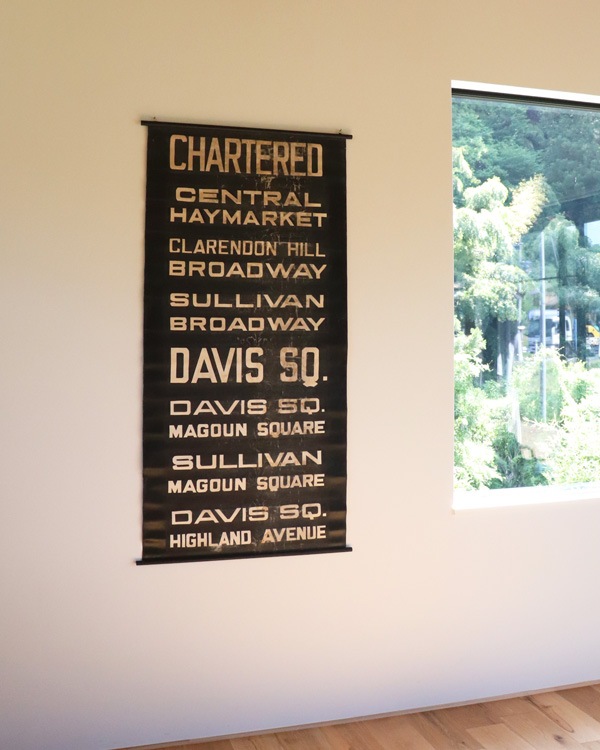 CHARTERED
CENTRAL
HAYMARKET
CLARENDON HILL
BROADWAY
SULLIVAN
BROADWAY
DAVIS SQ.
DAVIS SQ.
MAGOUN SQUARE
SULLIVAN
MAGOUN SQUARE
DAVIS SQ.
HIGHLAND AVENUE